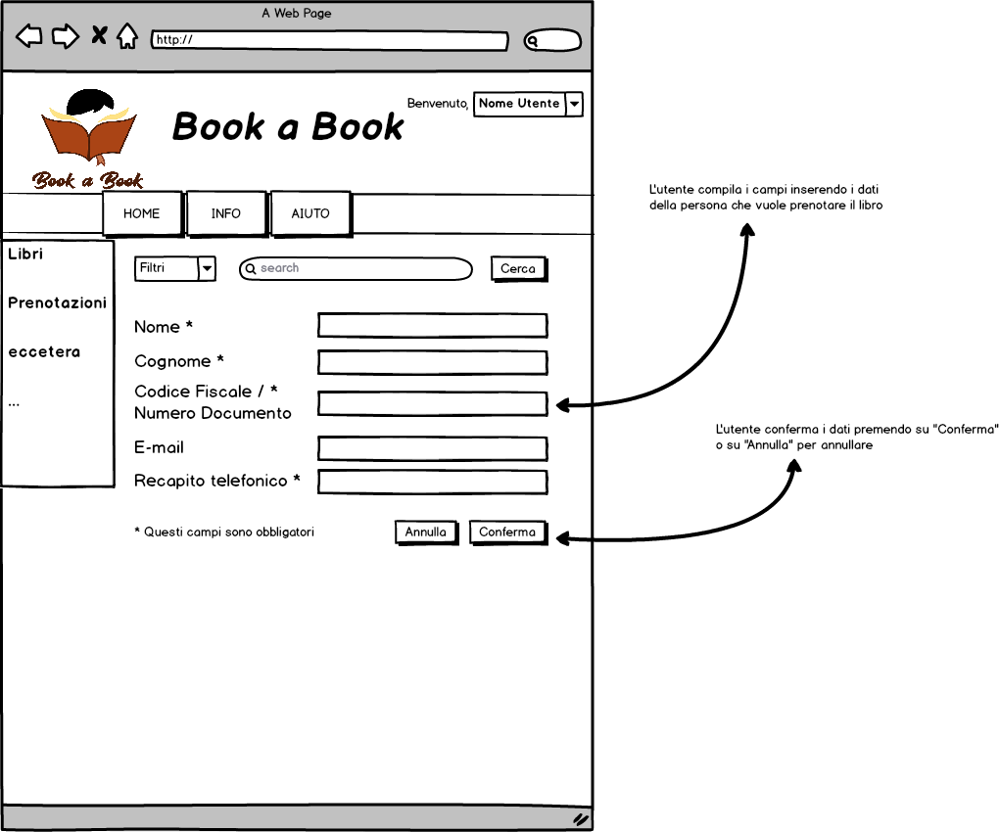 A Web Page
http://
Benvenuto, Nome Utente
Book a Book
Book a Book
HOME INFO AIUTO
Libri
Prenotazioni
eccetera
...
Filtri search Cerca
Nome *
Cognome *
Codice Fiscale / *
Numero Documento
E-mail
Recapito telefonico *
* Questi campi sono obbligatori Annulla Conferma
L'utente compila i campi inserendo i dati
della persona che vuole prenotare il libro
L'utente conferma i dati premendo su "Conferma"
o su "Annulla" per annullare